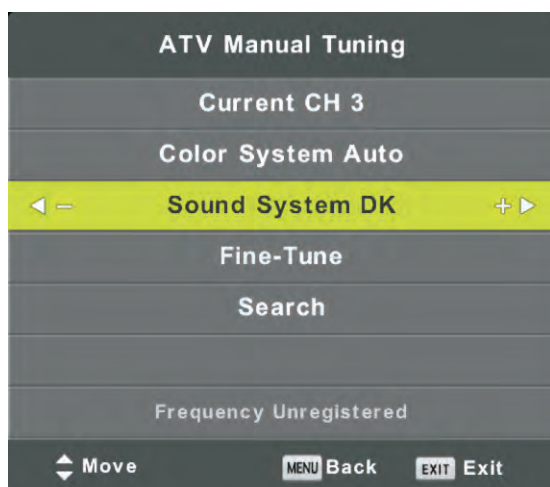 ATV Manual Tuning
Current CH 3
Color System Auto
− Sound System DK +
Fine-Tune
Search
Frequency Unregistered
Move MENU Back EXIT Exit